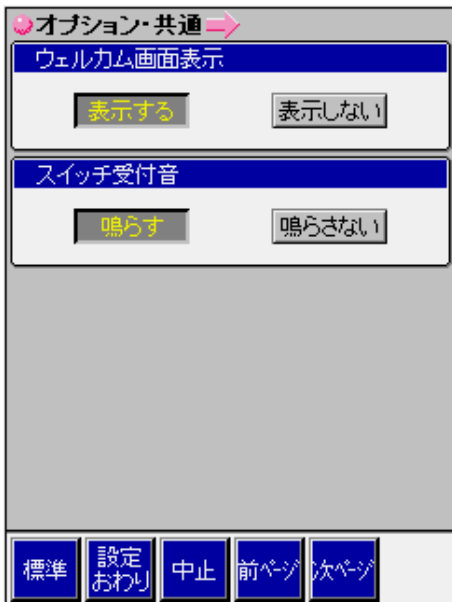 オプション・共通
ウェルカム画面表示
表示する 表示しない
スイッチ受付音
鳴らす 鳴らさない
標準 設定おわり 中止 前ページ 次ページ